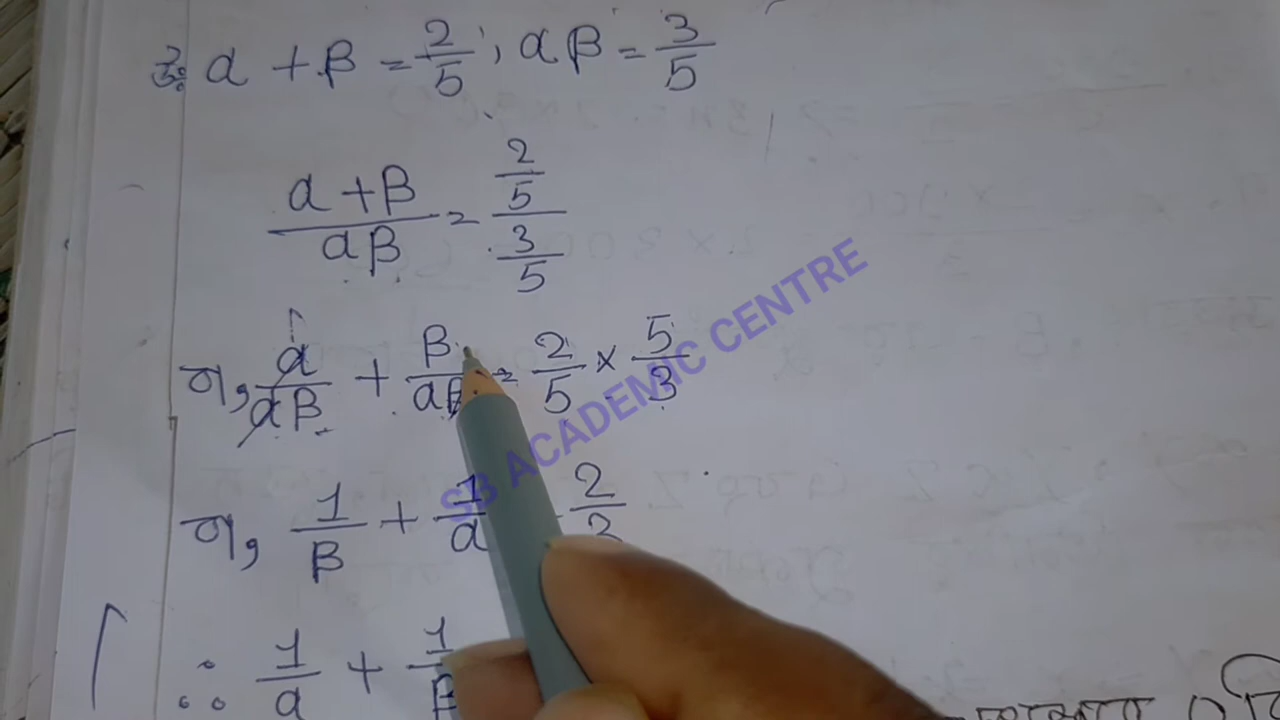 উঃ α + β = 2/5, αβ = 3/5
(α + β)/(αβ) = (2/5)/(3/5)
বা, α/(αβ) + β/(αβ) = 2/5 × 5/3
বা, 1/β + 1/α = 2/3
∴ 1/α + 1/β
SB ACADEMIC CENTRE